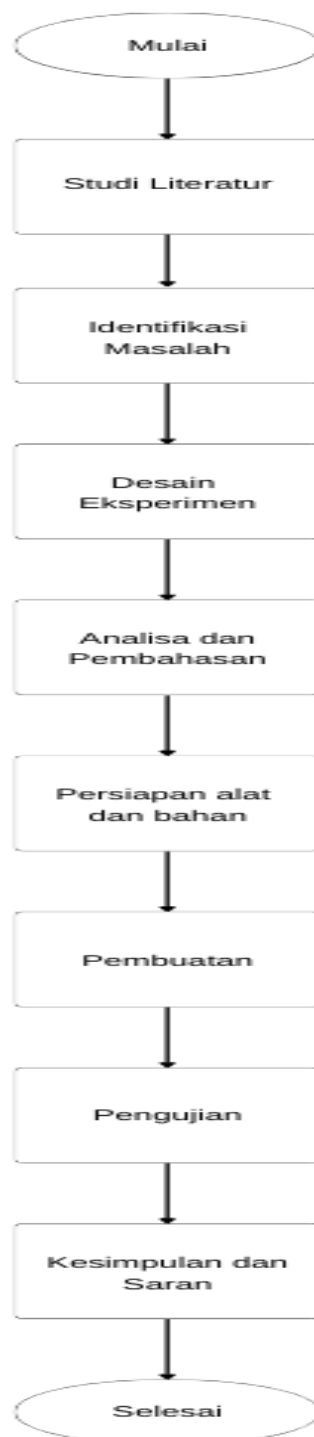 Mulai
Studi Literatur
Identifikasi
Masalah
Desain
Eksperimen
Analisa dan
Pembahasan
Persiapan alat
dan bahan
Pembuatan
Pengujian
Kesimpulan dan
Saran
Selesai